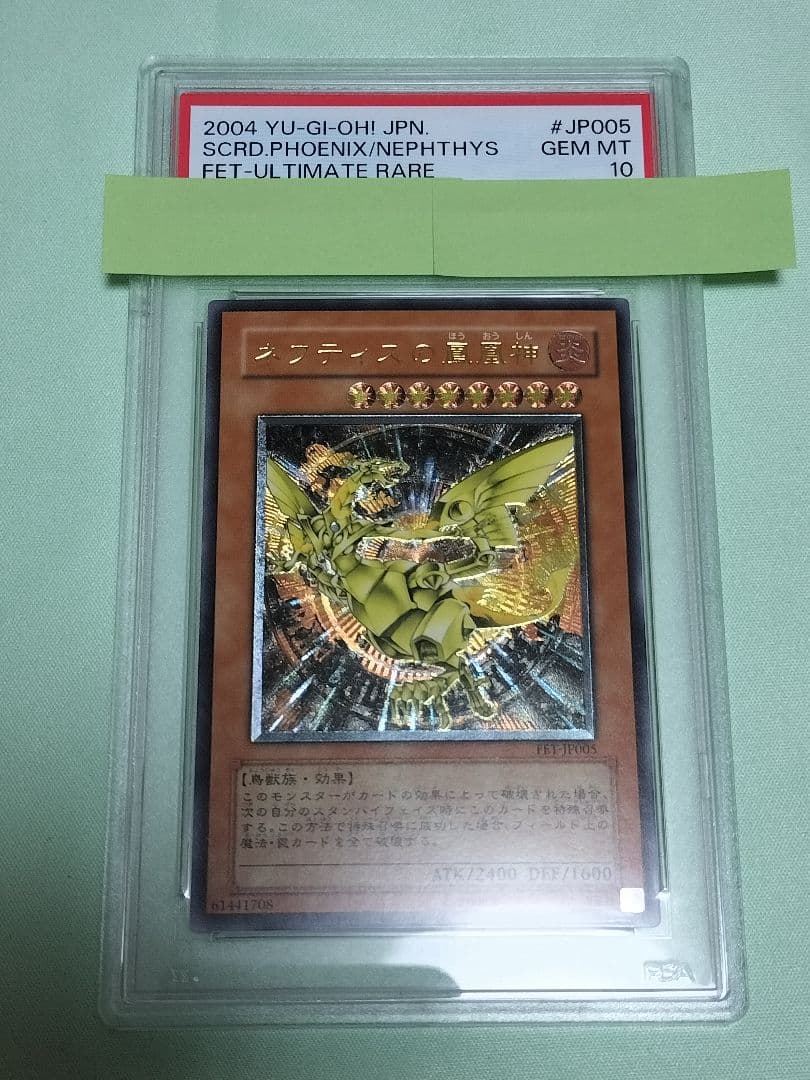 2004 YU-GI-OH! JPN. #JP005
SCRD.PHOENIX/NEPHTHYS GEM MT
FET-ULTIMATE RARE 10
ほう おう しん
ネフティスの鳳凰神 炎
FET-JP005
【鳥獣族・効果】
このモンスターがカードの効果によって破壊された場合、
次の自分のスタンバイフェイズ時にこのカードを特殊召喚
する。この方法で特殊召喚に成功した場合、フィールド上の
魔法・罠カードを全て破壊する。
ATK/2400 DEF/1600
61441708
PSA